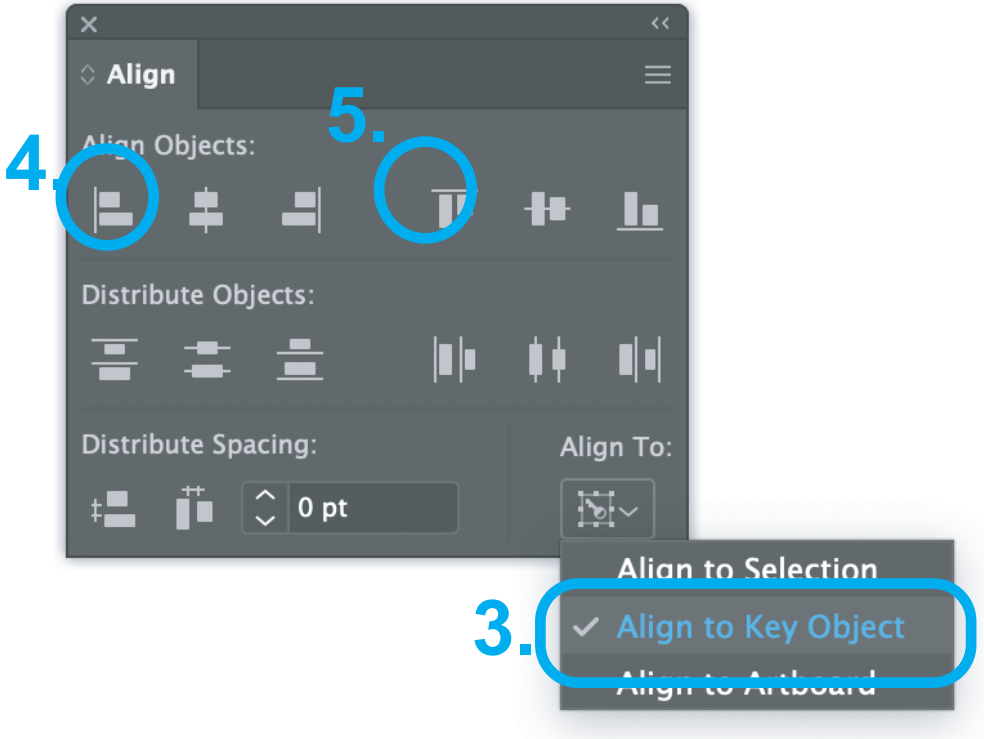 Align
5.
4.
Align Objects:
Distribute Objects:
Distribute Spacing:
Align To:
0 pt
Align to Selection
3.
Align to Key Object
Align to Artboard